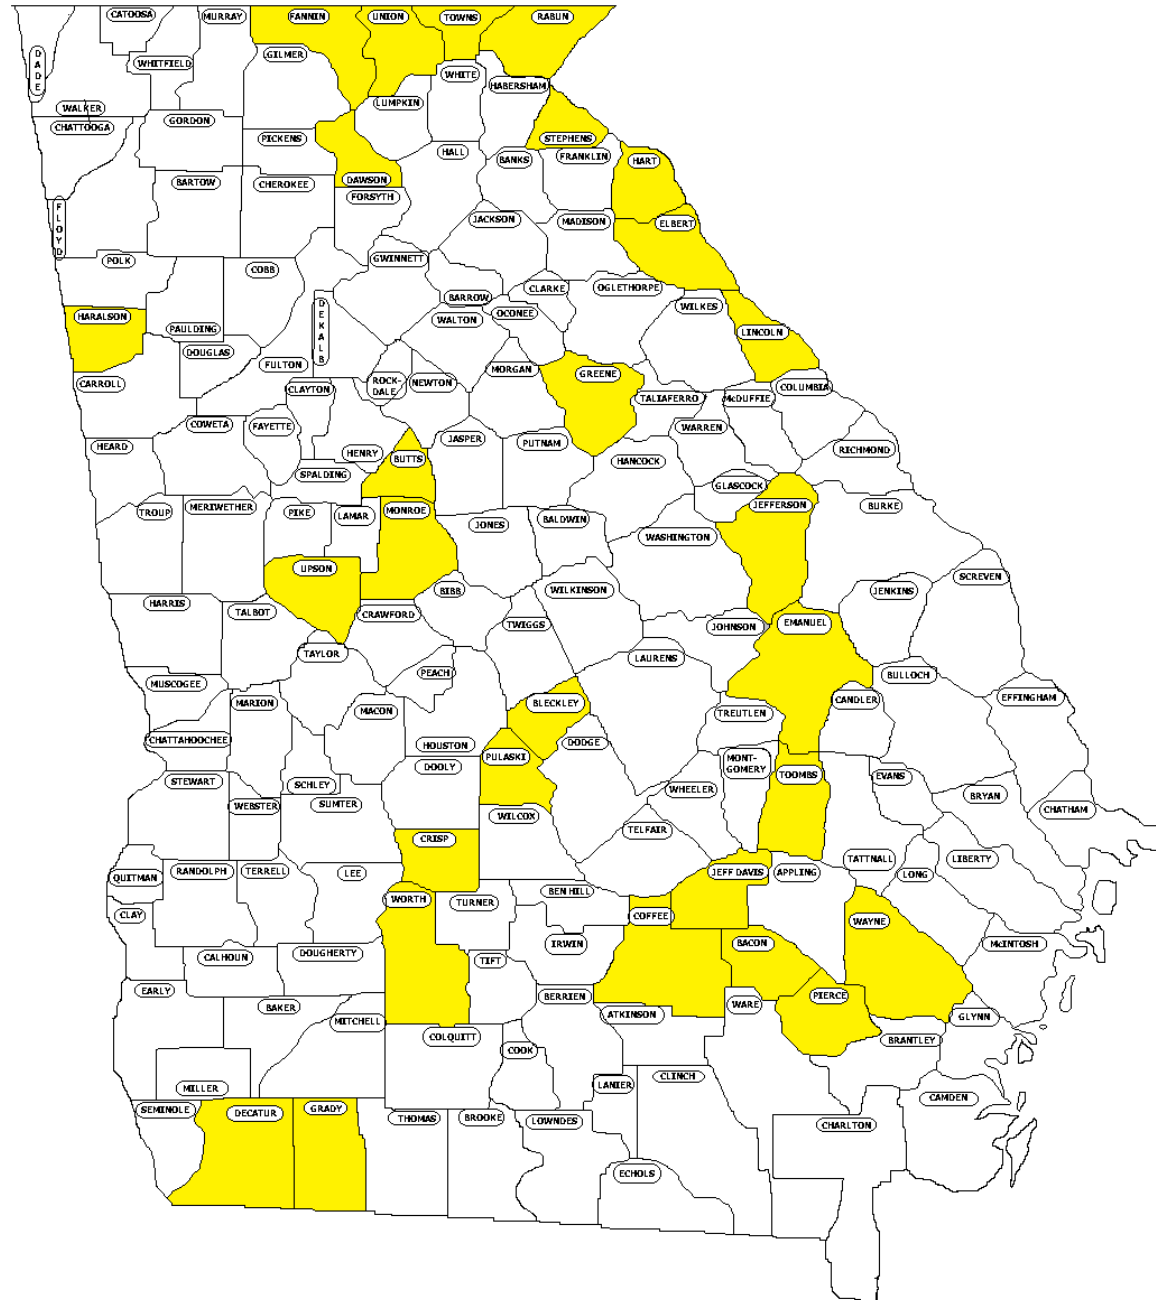 CATOOSA
MURRAY
FANNIN
UNION
TOWNS
RABUN
DADE
WHITFIELD
GILMER
WHITE
HABERSHAM
WALKER
LUMPKIN
CHATTOOGA
GORDON
PICKENS
STEPHENS
HALL
BANKS
FRANKLIN
HART
BARTOW
CHEROKEE
DAWSON
FORSYTH
FLOYD
JACKSON
MADISON
ELBERT
POLK
COBB
GWINNETT
CLARKE
OGLETHORPE
BARROW
DEKALB
WALTON
OCONEE
WILKES
HARALSON
PAULDING
LINCOLN
DOUGLAS
FULTON
MORGAN
GREENE
CARROLL
CLAYTON
ROCK-
DALE
NEWTON
TALIAFERRO
McDUFFIE
COLUMBIA
COWETA
FAYETTE
WARREN
HEARD
HENRY
BUTTS
JASPER
PUTNAM
HANCOCK
RICHMOND
SPALDING
GLASCOCK
TROUP
MERIWETHER
PIKE
LAMAR
MONROE
JONES
BALDWIN
JEFFERSON
BURKE
WASHINGTON
UPSON
BIBB
WILKINSON
SCREVEN
JENKINS
HARRIS
TALBOT
CRAWFORD
TWIGGS
JOHNSON
EMANUEL
TAYLOR
PEACH
LAURENS
MUSCOGEE
MARION
MACON
BLECKLEY
TREUTLEN
CANDLER
BULLOCH
EFFINGHAM
CHATTAHOOCHEE
HOUSTON
PULASKI
DODGE
STEWART
SCHLEY
DOOLY
MONT-
GOMERY
TOOMBS
EVANS
WEBSTER
SUMTER
WHEELER
BRYAN
CHATHAM
WILCOX
TELFAIR
CRISP
QUITMAN
RANDOLPH
TERRELL
LEE
JEFF DAVIS
APPLING
TATTNALL
LONG
LIBERTY
WORTH
TURNER
BEN HILL
CLAY
COFFEE
WAYNE
CALHOUN
DOUGHERTY
TIFT
IRWIN
BACON
McINTOSH
EARLY
BAKER
MITCHELL
BERRIEN
ATKINSON
WARE
PIERCE
GLYNN
COLQUITT
COOK
BRANTLEY
MILLER
LANIER
CLINCH
SEMINOLE
DECATUR
GRADY
THOMAS
BROOKE
LOWNDES
CAMDEN
CHARLTON
ECHOLS